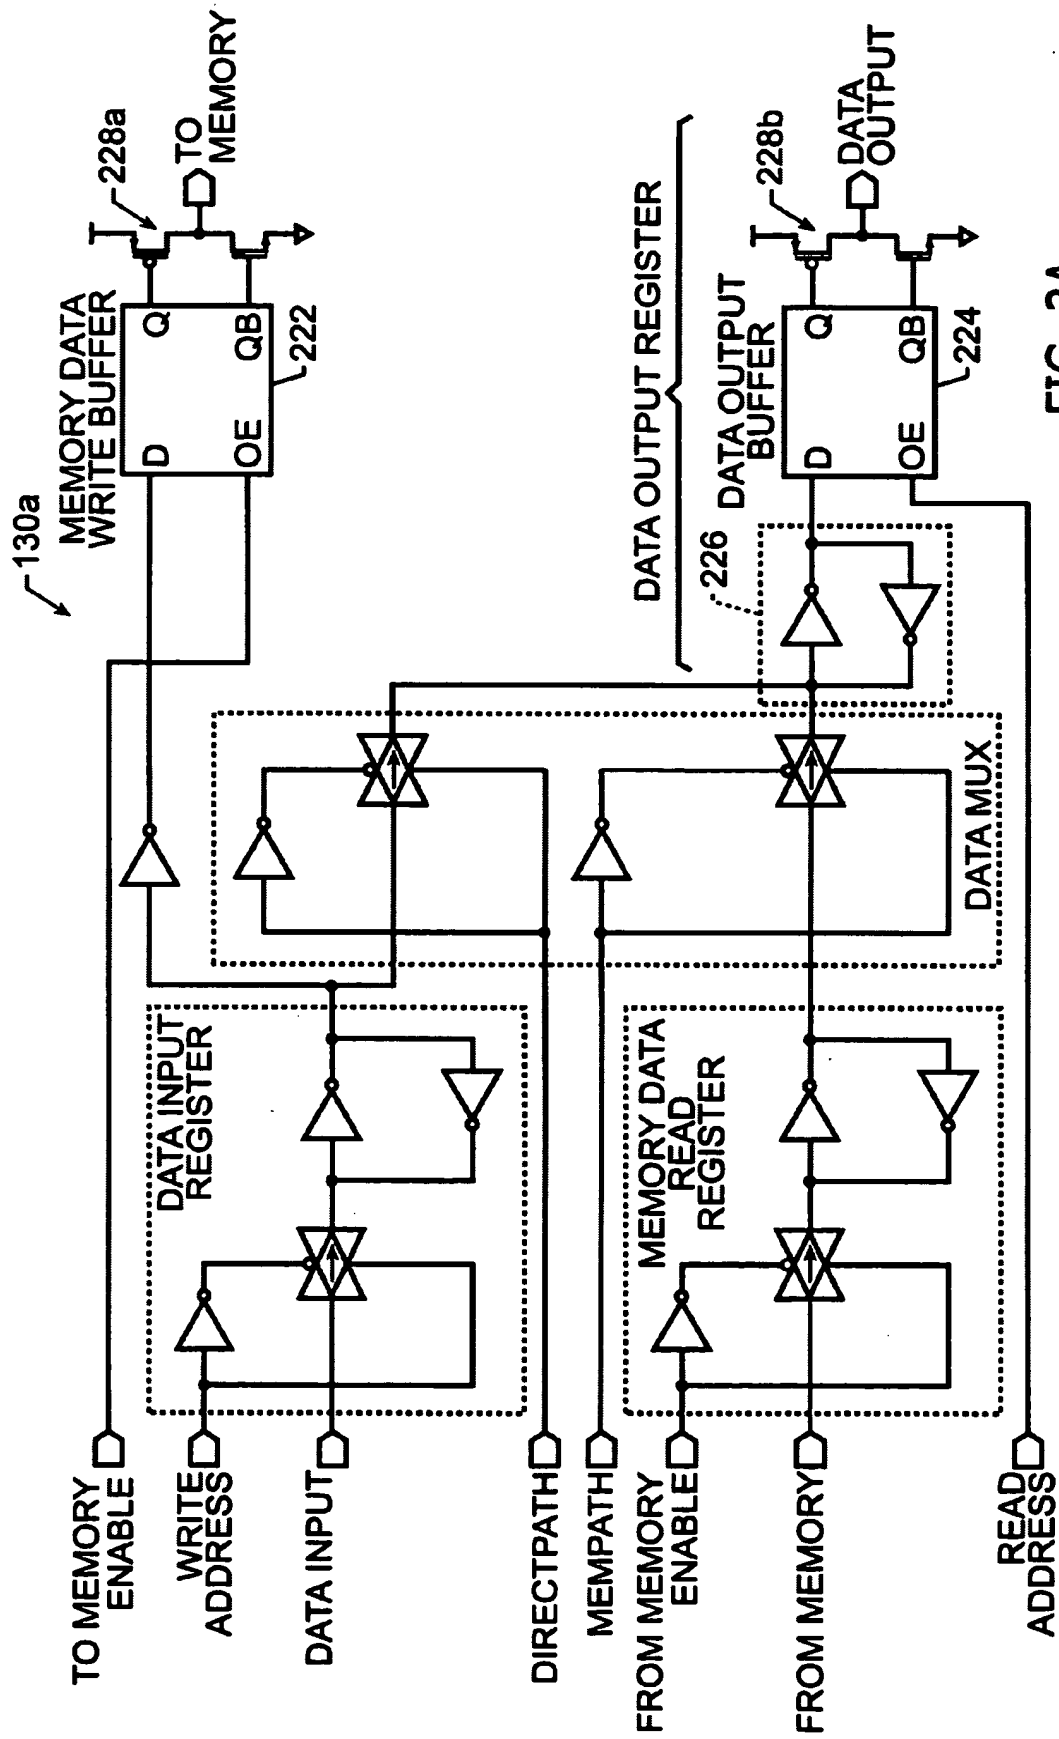 130a
TO MEMORY
ENABLE
WRITE
ADDRESS
DATA INPUT
DIRECTPATH
MEMPATH
FROM MEMORY
ENABLE
FROM MEMORY
READ
ADDRESS
DATA INPUT
REGISTER
MEMORY DATA
READ
REGISTER
DATA MUX
MEMORY DATA
WRITE BUFFER
D
Q
OE
QB
222
228a
TO
MEMORY
DATA OUTPUT REGISTER
226
DATA OUTPUT
BUFFER
D
Q
OE
QB
224
228b
DATA
OUTPUT